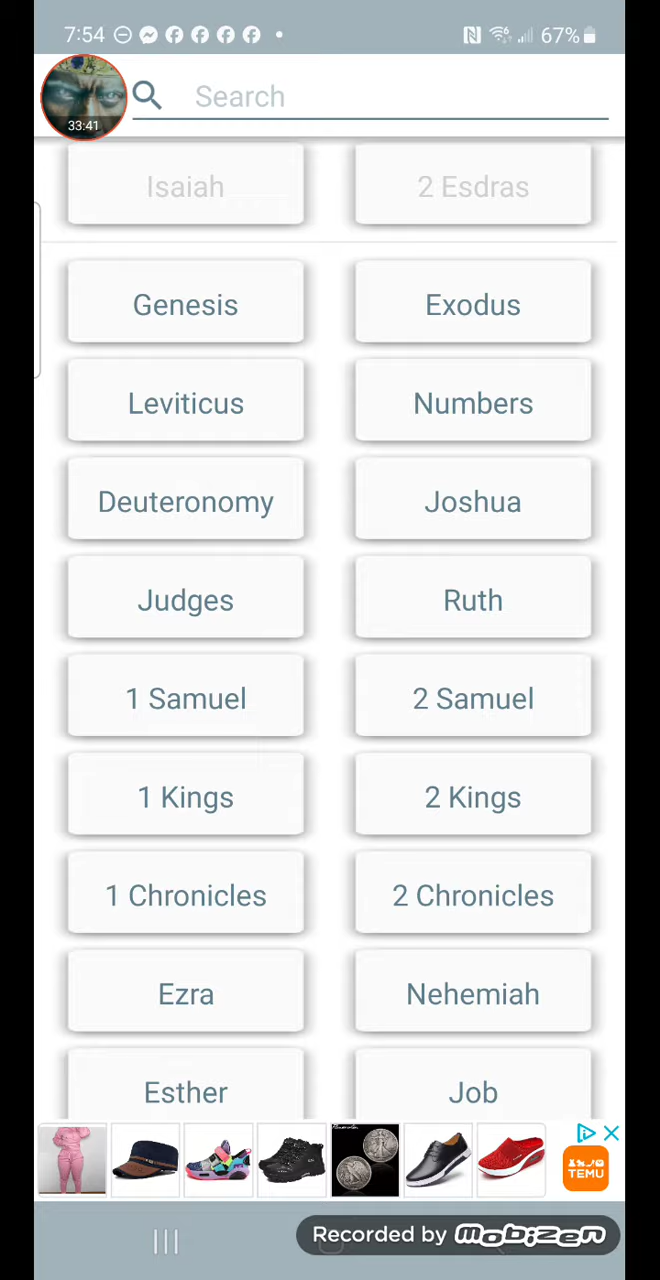 7:54 67%
33:41
Search
Isaiah 2 Esdras
Genesis Exodus
Leviticus Numbers
Deuteronomy Joshua
Judges Ruth
1 Samuel 2 Samuel
1 Kings 2 Kings
1 Chronicles 2 Chronicles
Ezra Nehemiah
Esther Job
TEMU
Recorded by Mobizen